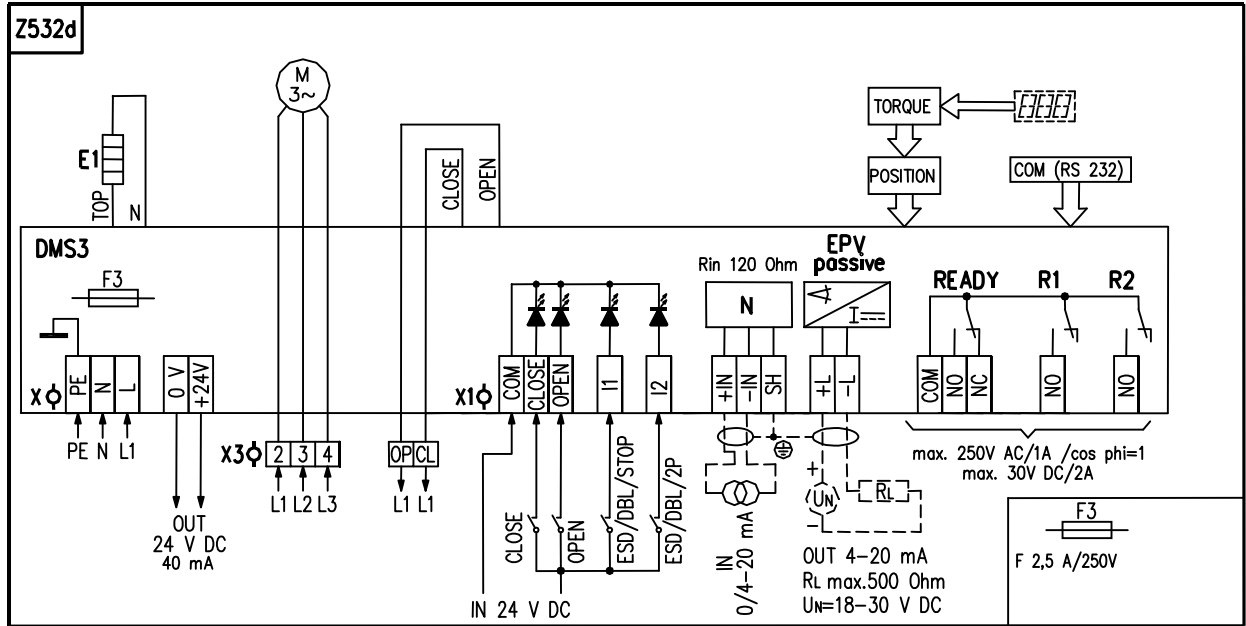 Z532d
M
3~
TORQUE
POSITION
COM (RS 232)
E1
TOP
N
CLOSE
OPEN
DMS3
F3
EPV
passive
Rin 120 Ohm
N
I
READY
R1
R2
X
PE
N
L
0 V
+24V
X1
COM
CLOSE
OPEN
I1
I2
+IN
-IN
SH
+L
-L
COM
NO
NC
NO
NO
PE N L1
X3
2 3 4
OP CL
L1 L2 L3
L1 L1
OUT
24 V DC
40 mA
CLOSE
OPEN
ESD/DBL/STOP
ESD/DBL/2P
IN 24 V DC
IN
0/4-20 mA
+
UN
-
RL
OUT 4-20 mA
RL max.500 Ohm
UN=18-30 V DC
max. 250V AC/1A /cos phi=1
max. 30V DC/2A
F3
F 2,5 A/250V